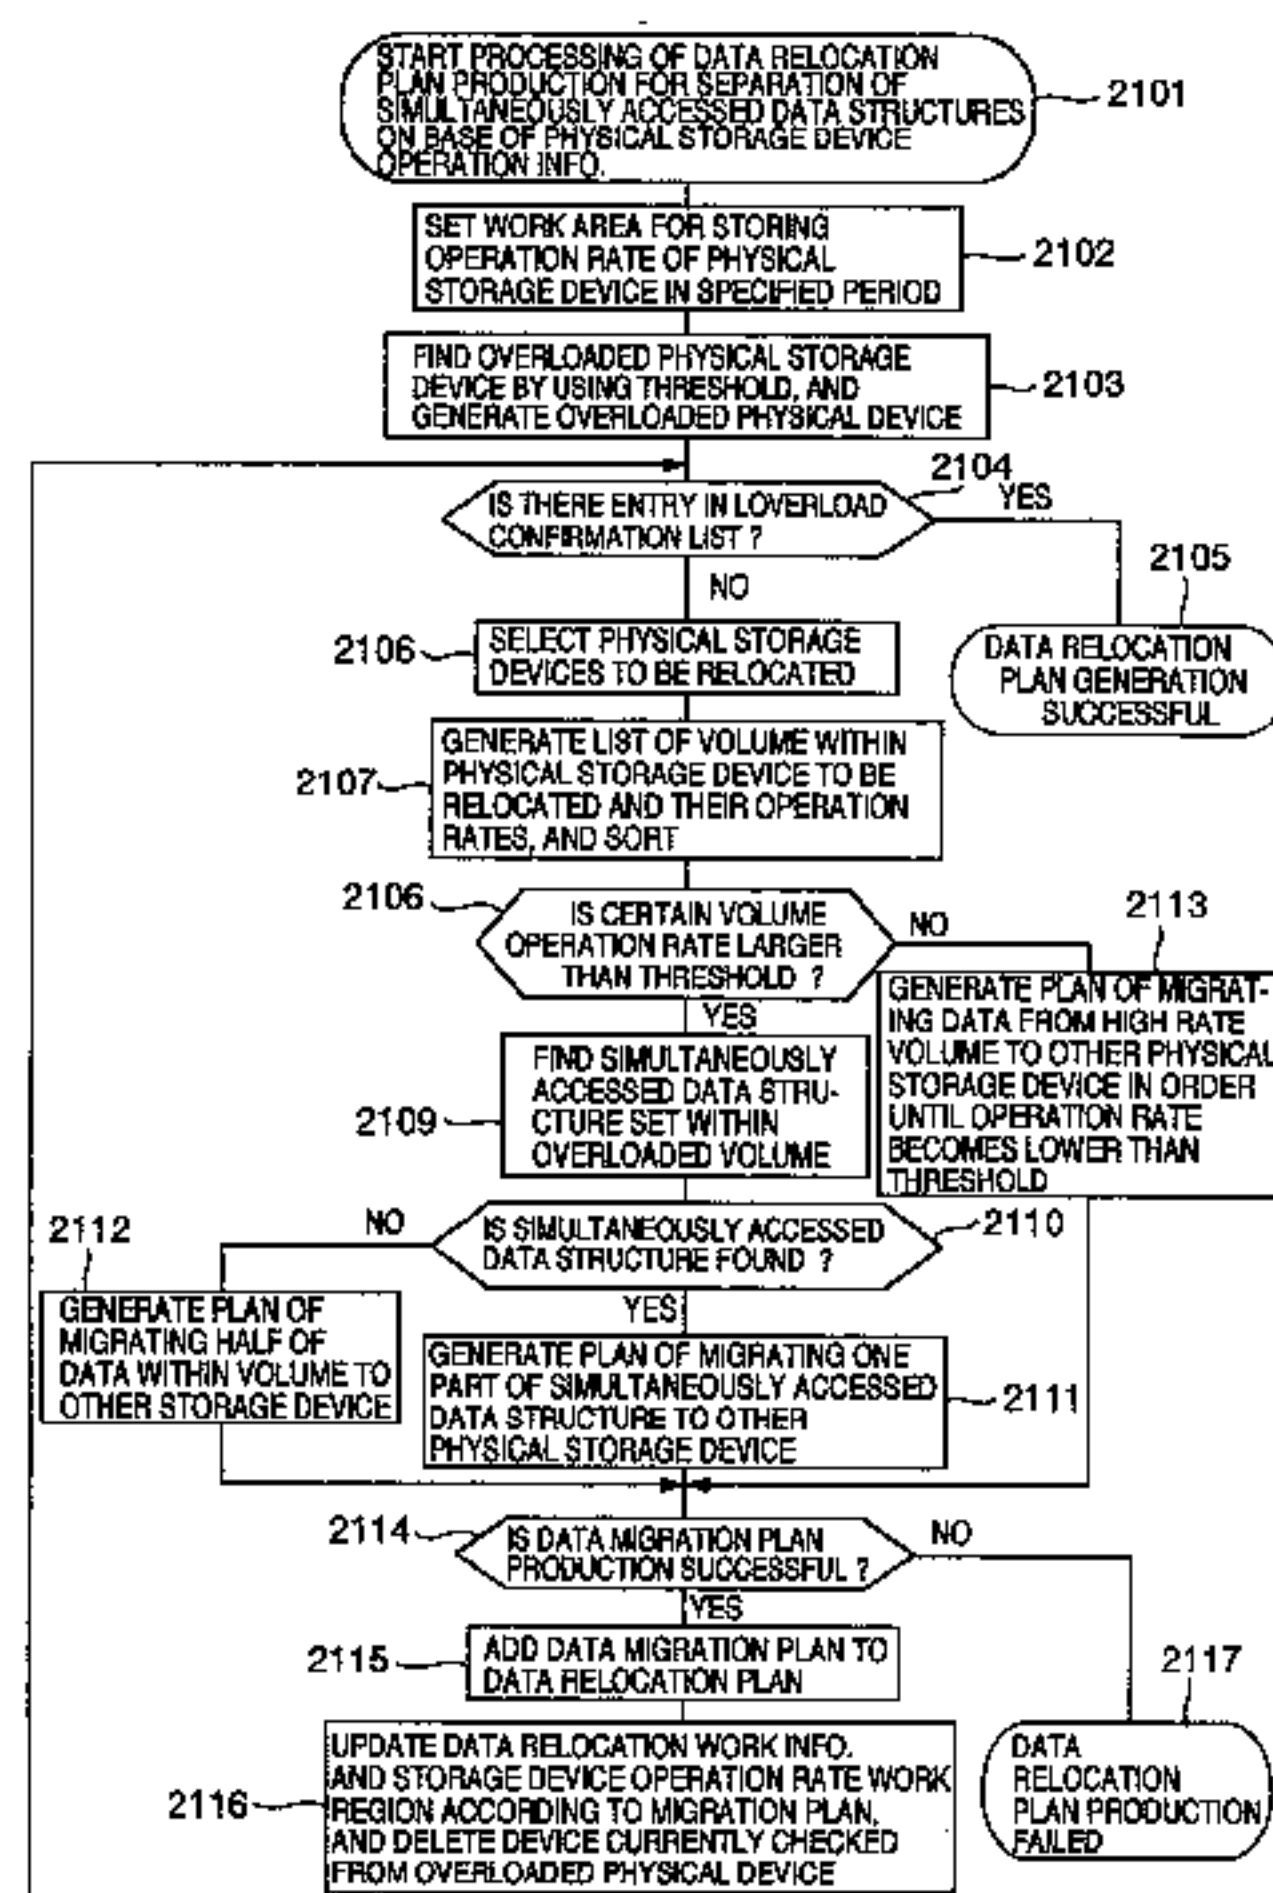 START PROCESSING OF DATA RELOCATION
PLAN PRODUCTION FOR SEPARATION OF
SIMULTANEOUSLY ACCESSED DATA STRUCTURES
ON BASE OF PHYSICAL STORAGE DEVICE
OPERATION INFO.
2101
SET WORK AREA FOR STORING
OPERATION RATE OF PHYSICAL
STORAGE DEVICE IN SPECIFIED PERIOD
2102
FIND OVERLOADED PHYSICAL STORAGE
DEVICE BY USING THRESHOLD, AND
GENERATE OVERLOADED PHYSICAL DEVICE
2103
2104
IS THERE ENTRY IN LOVERLOAD
CONFIRMATION LIST ?
YES
NO
2105
DATA RELOCATION
PLAN GENERATION
SUCCESSFUL
2106
SELECT PHYSICAL STORAGE
DEVICES TO BE RELOCATED
2107
GENERATE LIST OF VOLUME WITHIN
PHYSICAL STORAGE DEVICE TO BE
RELOCATED AND THEIR OPERATION
RATES, AND SORT
2106
IS CERTAIN VOLUME
OPERATION RATE LARGER
THAN THRESHOLD ?
NO
YES
2113
GENERATE PLAN OF MIGRAT-
ING DATA FROM HIGH RATE
VOLUME TO OTHER PHYSICAL
STORAGE DEVICE IN ORDER
UNTIL OPERATION RATE
BECOMES LOWER THAN
THRESHOLD
2109
FIND SIMULTANEOUSLY
ACCESSED DATA STRU-
CTURE SET WITHIN
OVERLOADED VOLUME
2110
IS SIMULTANEOUSLY ACCESSED
DATA STRUCTURE FOUND ?
NO
YES
2112
GENERATE PLAN OF
MIGRATING HALF OF
DATA WITHIN VOLUME TO
OTHER STORAGE DEVICE
GENERATE PLAN OF MIGRATING ONE
PART OF SIMULTANEOUSLY ACCESSED
DATA STRUCTURE TO OTHER
PHYSICAL STORAGE DEVICE
2111
2114
IS DATA MIGRATION PLAN
PRODUCTION SUCCESSFUL ?
NO
YES
2115
ADD DATA MIGRATION PLAN TO
DATA RELOCATION PLAN
2116
UPDATE DATA RELOCATION WORK INFO.
AND STORAGE DEVICE OPERATION RATE WORK
REGION ACCORDING TO MIGRATION PLAN,
AND DELETE DEVICE CURRENTLY CHECKED
FROM OVERLOADED PHYSICAL DEVICE
2117
DATA
RELOCATION
PLAN PRODUCTION
FAILED